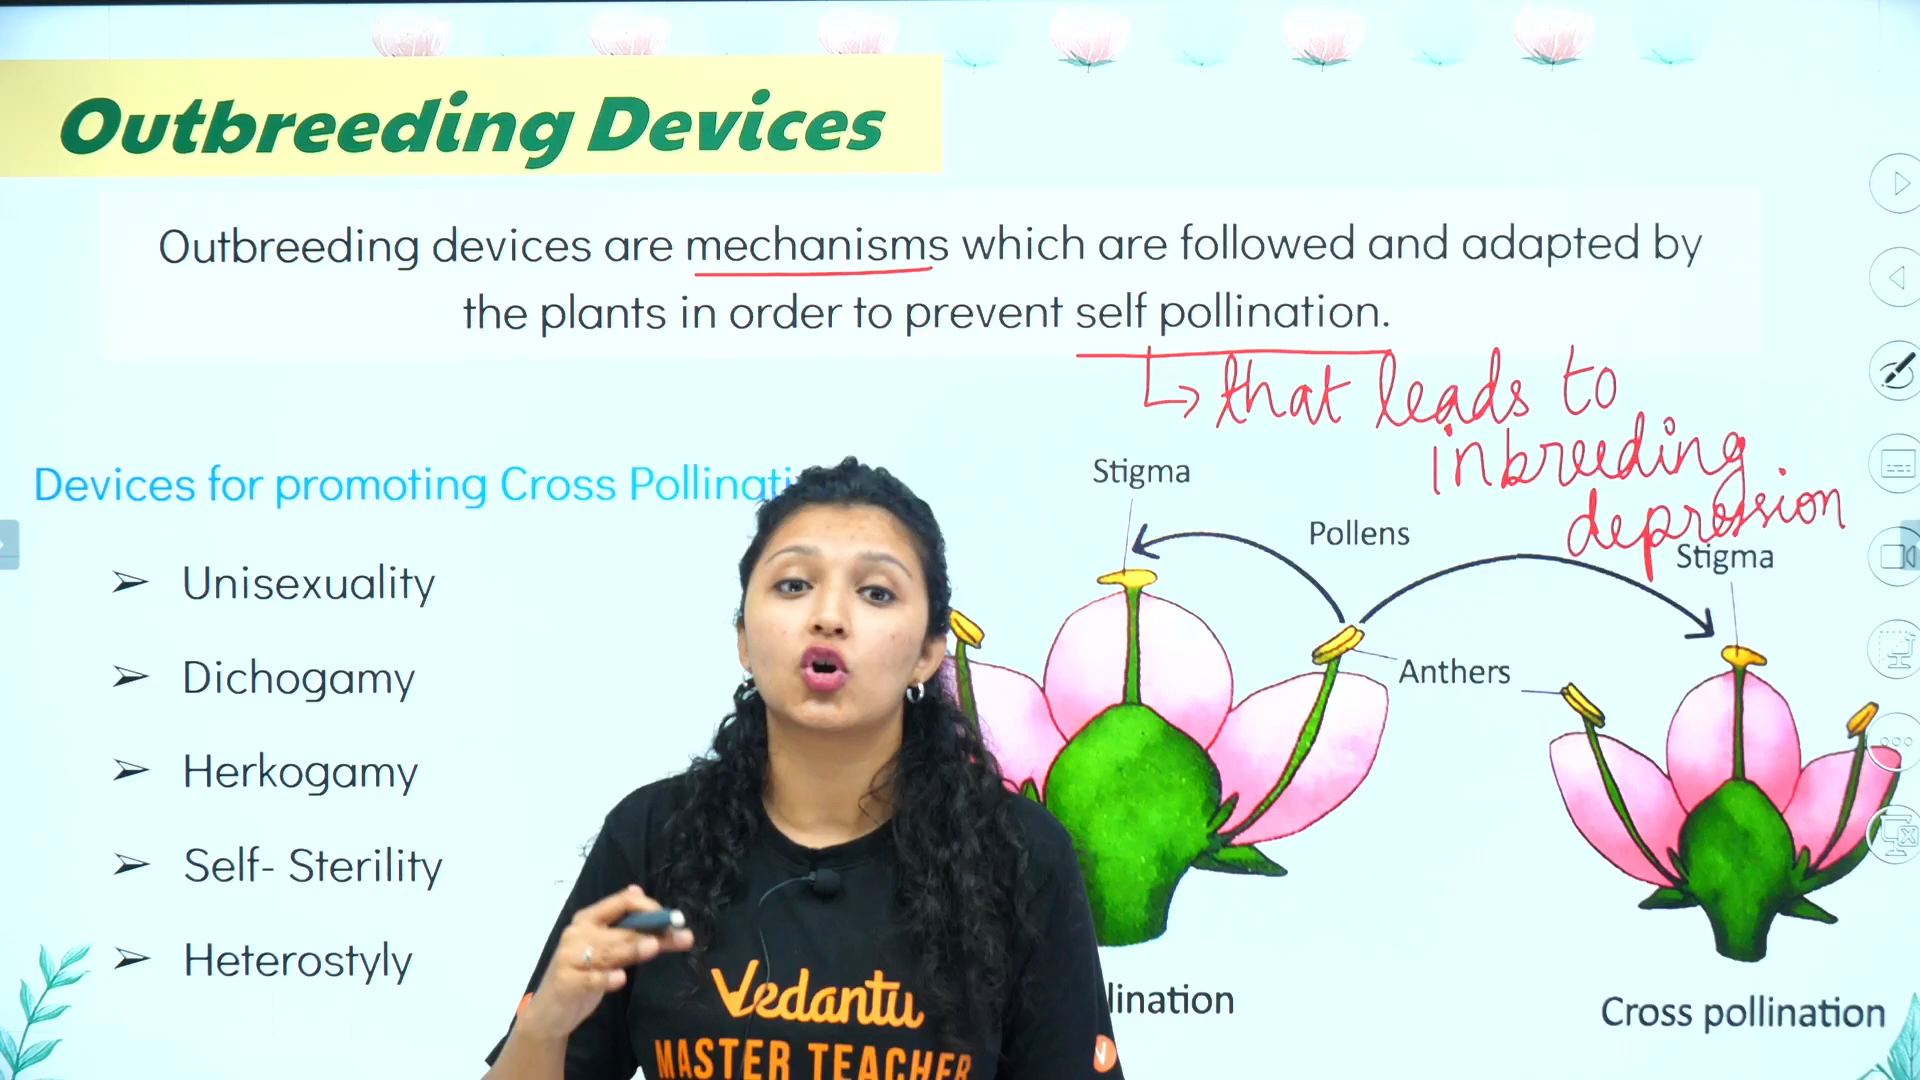 Outbreeding Devices
Outbreeding devices are mechanisms which are followed and adapted by
the plants in order to prevent self pollination.
↳ that leads to
inbreeding
depression
Devices for promoting Cross Pollinati
➢ Unisexuality
➢ Dichogamy
➢ Herkogamy
➢ Self- Sterility
➢ Heterostyly
Stigma
Pollens
Stigma
Anthers
lination
Cross pollination
Vedantu
MASTER TEACHER
V